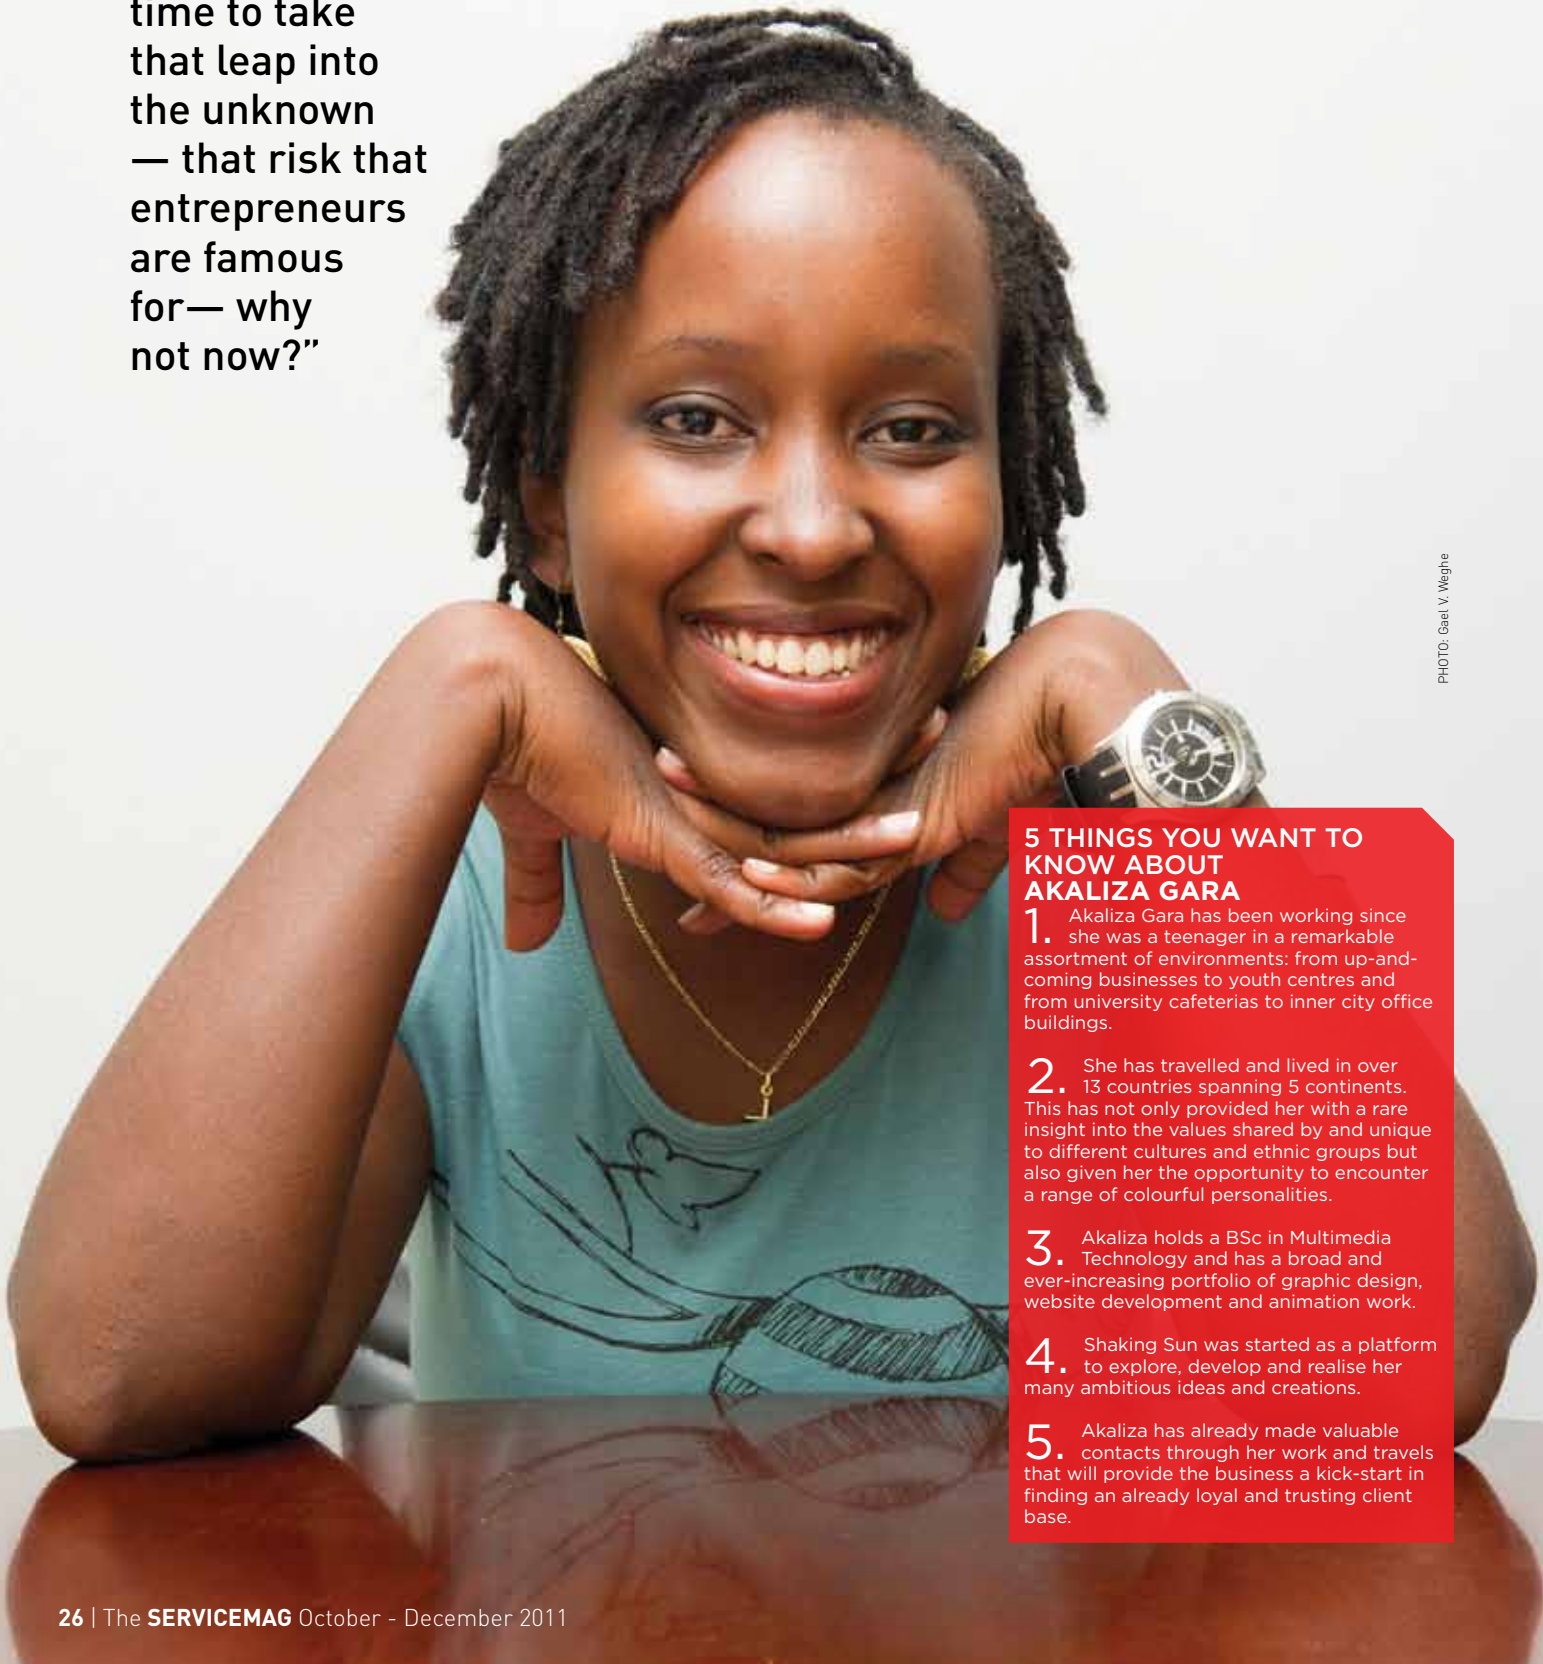 time to take
that leap into
the unknown
— that risk that
entrepreneurs
are famous
for— why
not now?”
PHOTO: Gael V. Weghe
5 THINGS YOU WANT TO
KNOW ABOUT
AKALIZA GARA
1. Akaliza Gara has been working since
she was a teenager in a remarkable
assortment of environments: from up-and-
coming businesses to youth centres and
from university cafeterias to inner city office
buildings.
2. She has travelled and lived in over
13 countries spanning 5 continents.
This has not only provided her with a rare
insight into the values shared by and unique
to different cultures and ethnic groups but
also given her the opportunity to encounter
a range of colourful personalities.
3. Akaliza holds a BSc in Multimedia
Technology and has a broad and
ever-increasing portfolio of graphic design,
website development and animation work.
4. Shaking Sun was started as a platform
to explore, develop and realise her
many ambitious ideas and creations.
5. Akaliza has already made valuable
contacts through her work and travels
that will provide the business a kick-start in
finding an already loyal and trusting client
base.
26 | The SERVICEMAG October - December 2011